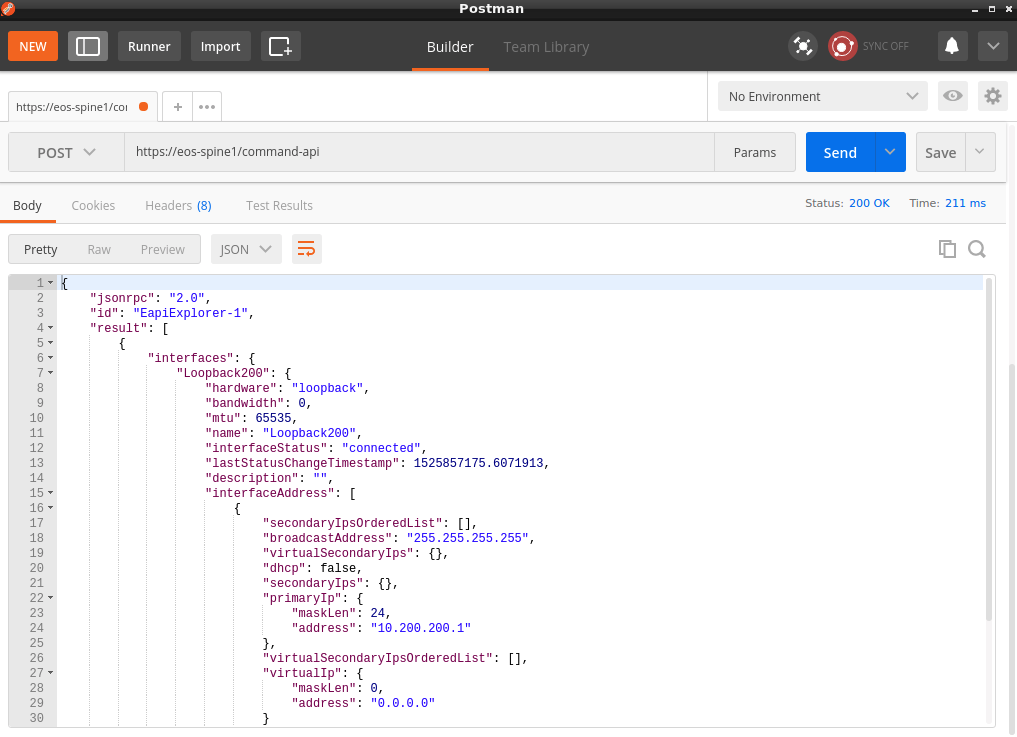 Postman
NEW
Runner
Import
Builder
Team Library
SYNC OFF
https://eos-spine1/cor
No Environment
POST
https://eos-spine1/command-api
Params
Send
Save
Body
Cookies
Headers (8)
Test Results
Status: 200 OK
Time: 211 ms
Pretty
Raw
Preview
JSON
1 {
2 "jsonrpc": "2.0",
3 "id": "EapiExplorer-1",
4 "result": [
5 {
6 "interfaces": {
7 "Loopback200": {
8 "hardware": "loopback",
9 "bandwidth": 0,
10 "mtu": 65535,
11 "name": "Loopback200",
12 "interfaceStatus": "connected",
13 "lastStatusChangeTimestamp": 1525857175.6071913,
14 "description": "",
15 "interfaceAddress": [
16 {
17 "secondaryIpsOrderedList": [],
18 "broadcastAddress": "255.255.255.255",
19 "virtualSecondaryIps": {},
20 "dhcp": false,
21 "secondaryIps": {},
22 "primaryIp": {
23 "maskLen": 24,
24 "address": "10.200.200.1"
25 },
26 "virtualSecondaryIpsOrderedList": [],
27 "virtualIp": {
28 "maskLen": 0,
29 "address": "0.0.0.0"
30 }